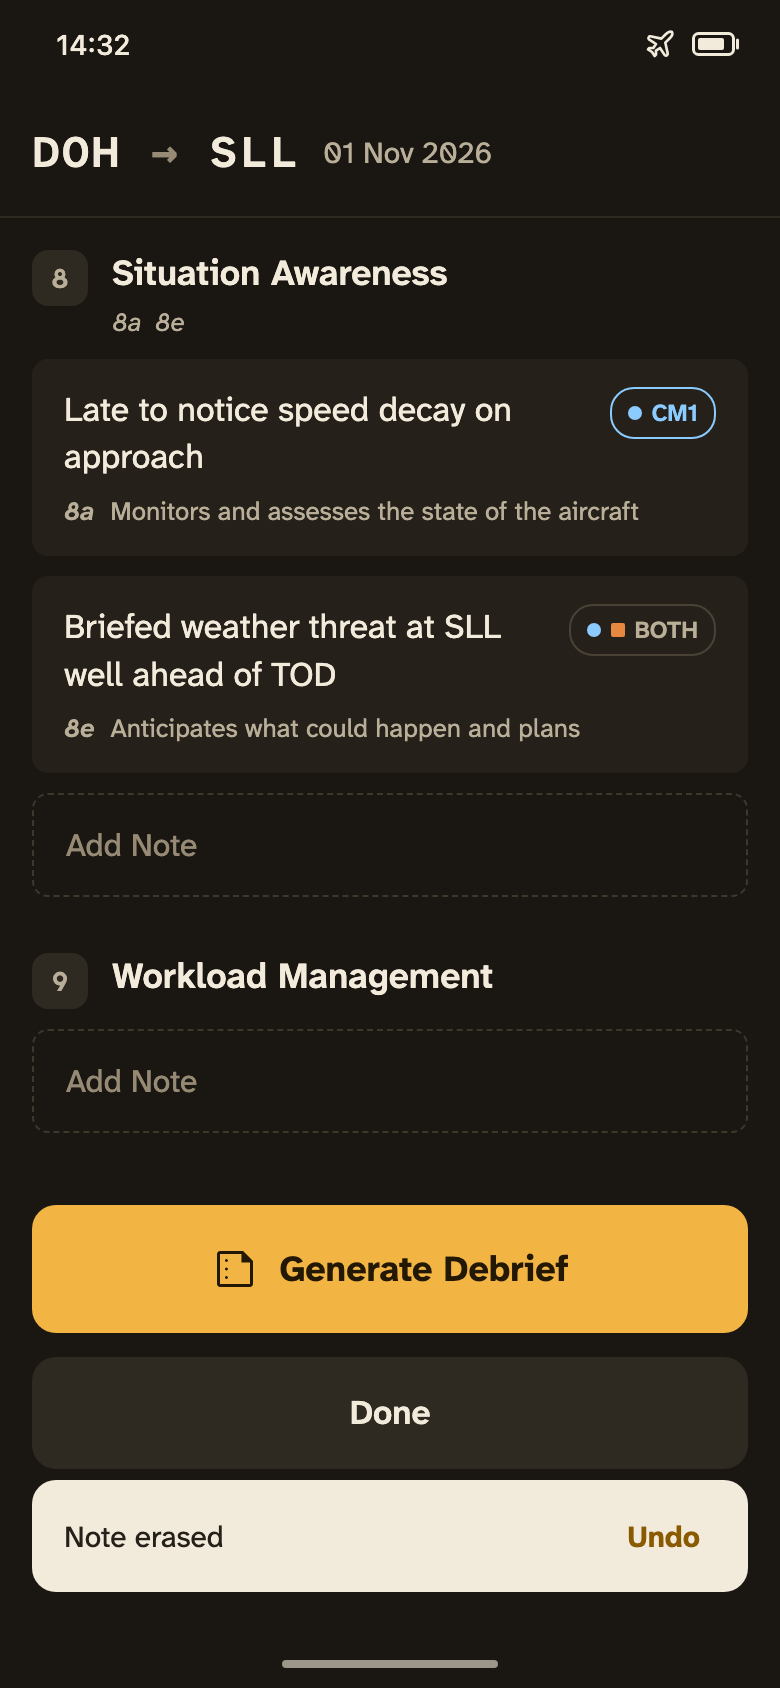 14:32
DOH → SLL 01 Nov 2026
8 Situation Awareness
8a 8e
Late to notice speed decay on
approach
CM1
8a Monitors and assesses the state of the aircraft
Briefed weather threat at SLL
well ahead of TOD
BOTH
8e Anticipates what could happen and plans
Add Note
9 Workload Management
Add Note
Generate Debrief
Done
Note erased Undo